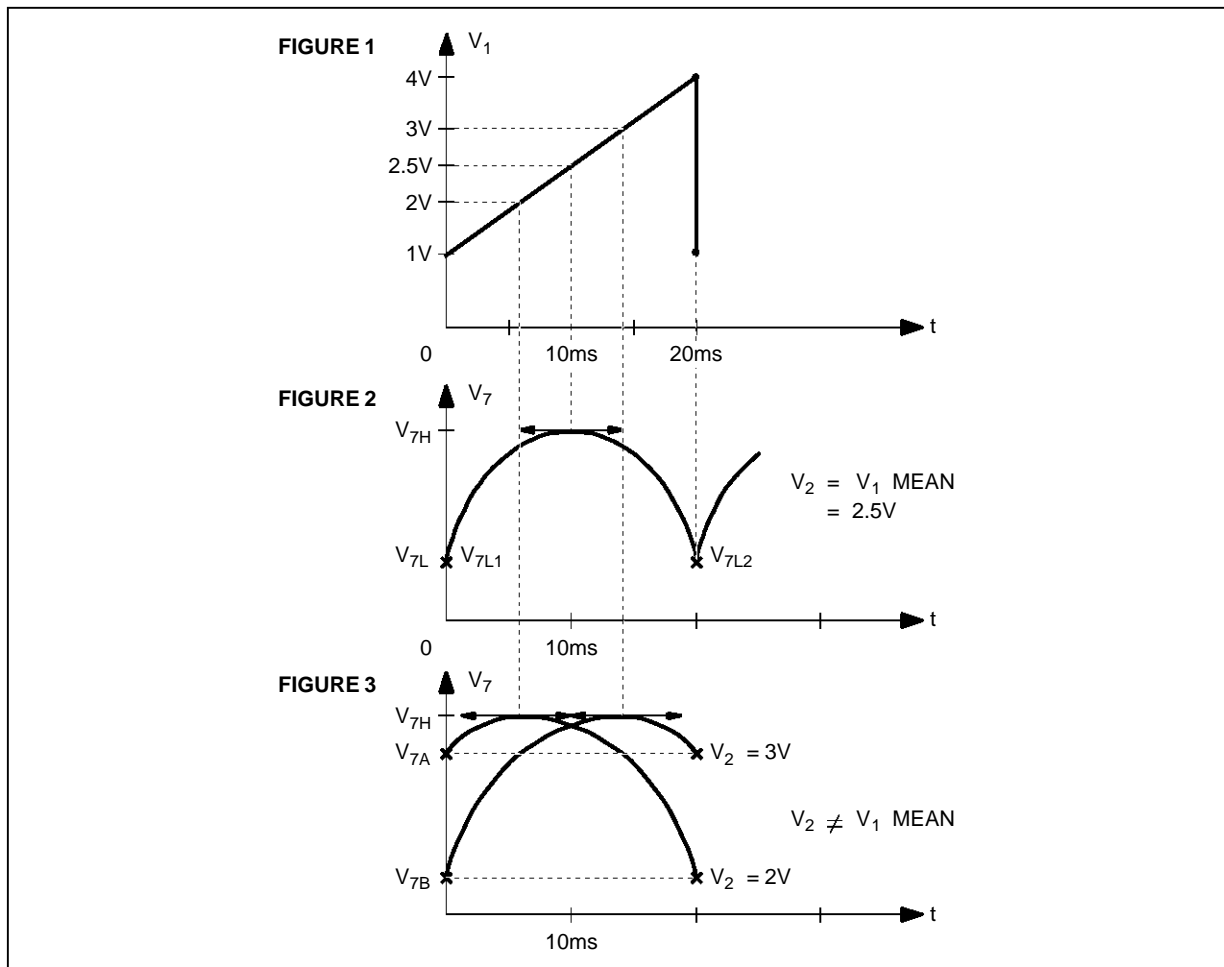 FIGURE 1
V1
4V
3V
2.5V
2V
1V
t
0
10ms
20ms
FIGURE 2
V7
V7H
V2 = V1 MEAN
= 2.5V
V7L
V7L1
V7L2
t
0
10ms
FIGURE 3
V7
V7H
V7A
V2 = 3V
V2 ≠ V1 MEAN
V7B
V2 = 2V
t
10ms